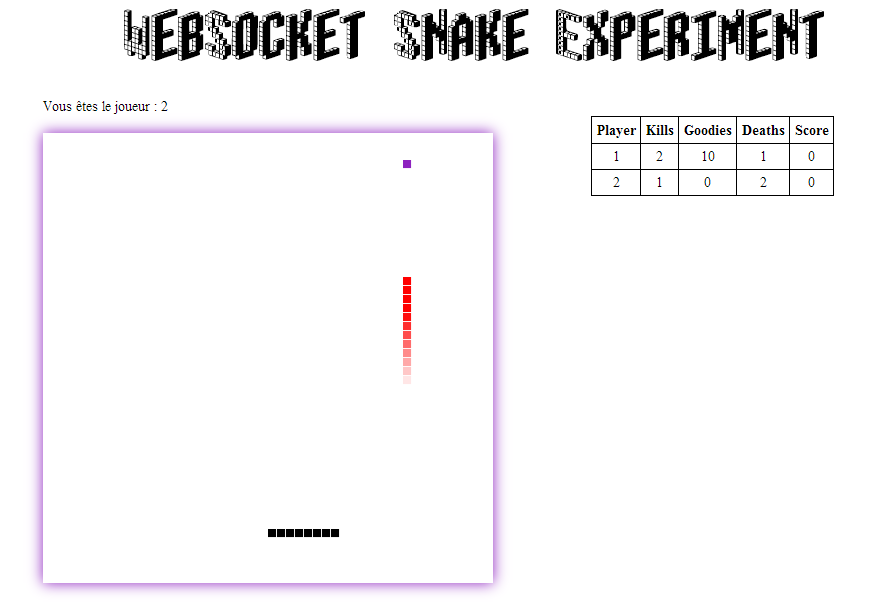 WEBSOCKET SNAKE EXPERIMENT
Vous êtes le joueur : 2
Player Kills Goodies Deaths Score
1 2 10 1 0
2 1 0 2 0